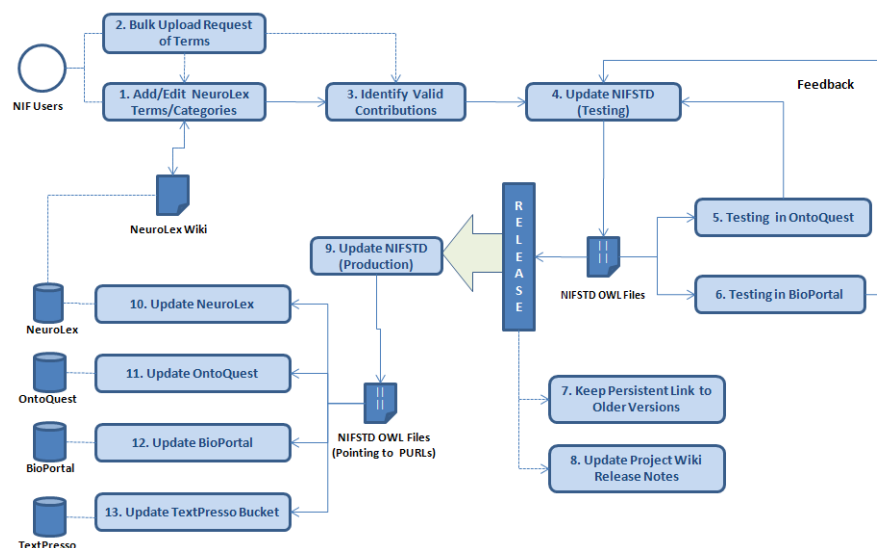 2. Bulk Upload Request
of Terms
Feedback
NIF Users
1. Add/Edit NeuroLex
Terms/Categories
3. Identify Valid
Contributions
4. Update NIFSTD
(Testing)
NeuroLex Wiki
RELEASE
5. Testing in OntoQuest
9. Update NIFSTD
(Production)
NIFSTD OWL Files
6. Testing in BioPortal
10. Update NeuroLex
NeuroLex
11. Update OntoQuest
OntoQuest
7. Keep Persistent Link to
Older Versions
12. Update BioPortal
BioPortal
NIFSTD OWL Files
(Pointing to PURLs)
8. Update Project Wiki
Release Notes
13. Update TextPresso Bucket
TextPresso